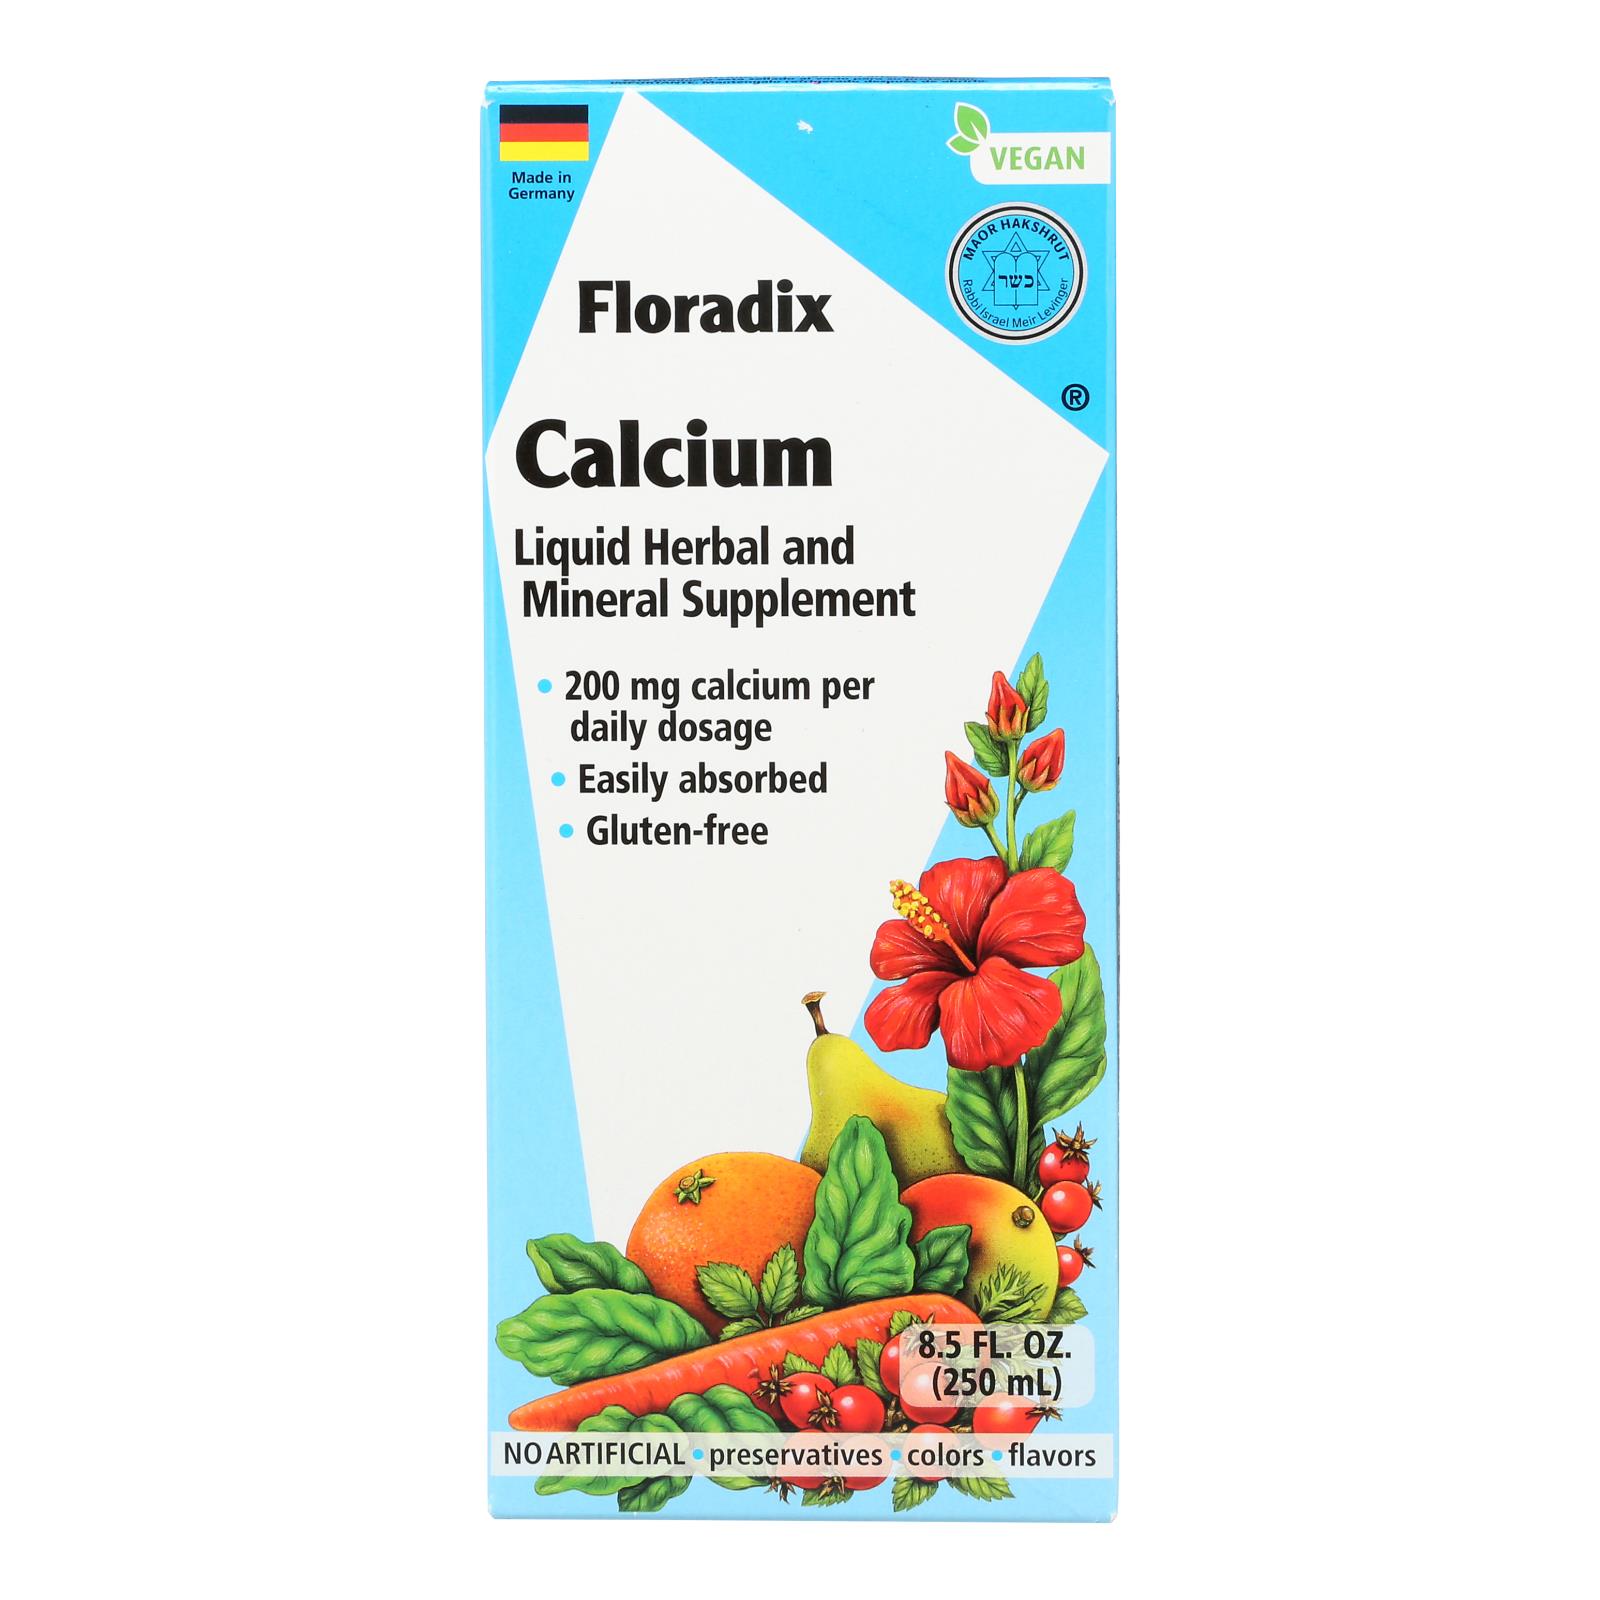 Made in
Germany
VEGAN
MAOR HAKSHRUT
כשר
Rabbi Israel Meir Levinger
Floradix
®
Calcium
Liquid Herbal and
Mineral Supplement
• 200 mg calcium per
daily dosage
• Easily absorbed
• Gluten-free
8.5 FL. OZ.
(250 mL)
NO ARTIFICIAL • preservatives • colors • flavors